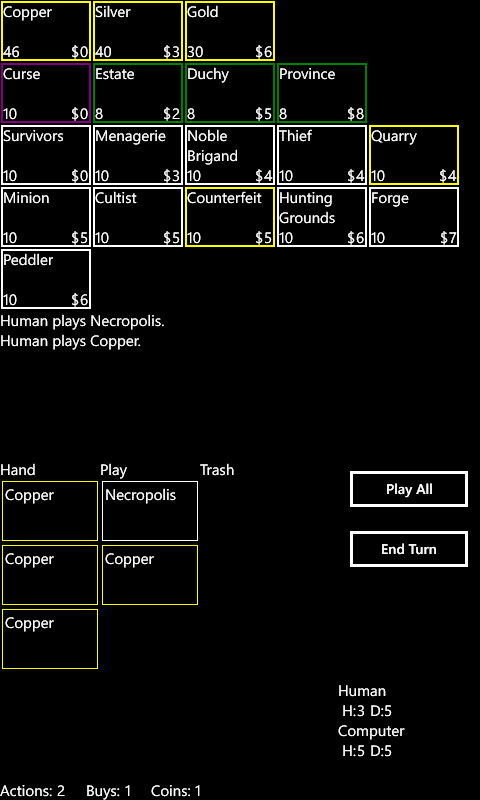 Copper Silver Gold
46 $0 40 $3 30 $6
Curse Estate Duchy Province
10 $0 8 $2 8 $5 8 $8
Survivors Menagerie Noble Brigand Thief Quarry
10 $0 10 $3 10 $4 10 $4 10 $4
Minion Cultist Counterfeit Hunting Grounds Forge
10 $5 10 $5 10 $5 10 $6 10 $7
Peddler
10 $6
Human plays Necropolis.
Human plays Copper.
Hand Play Trash
Copper Necropolis Play All
Copper Copper End Turn
Copper
Human
H:3 D:5
Computer
H:5 D:5
Actions: 2 Buys: 1 Coins: 1